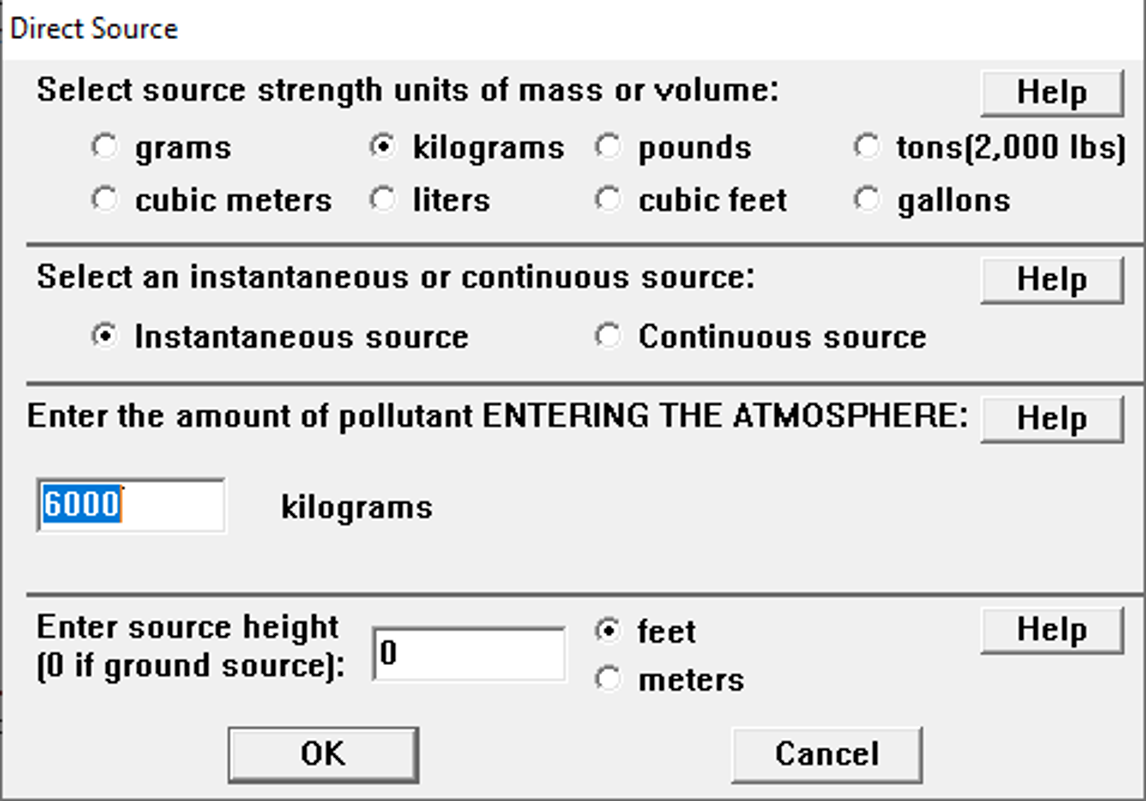 Direct Source
Select source strength units of mass or volume:
Help
grams kilograms pounds tons(2,000 lbs)
cubic meters liters cubic feet gallons
Select an instantaneous or continuous source:
Help
Instantaneous source Continuous source
Enter the amount of pollutant ENTERING THE ATMOSPHERE:
Help
6000 kilograms
Enter source height
(0 if ground source):
0
feet
meters
Help
OK Cancel